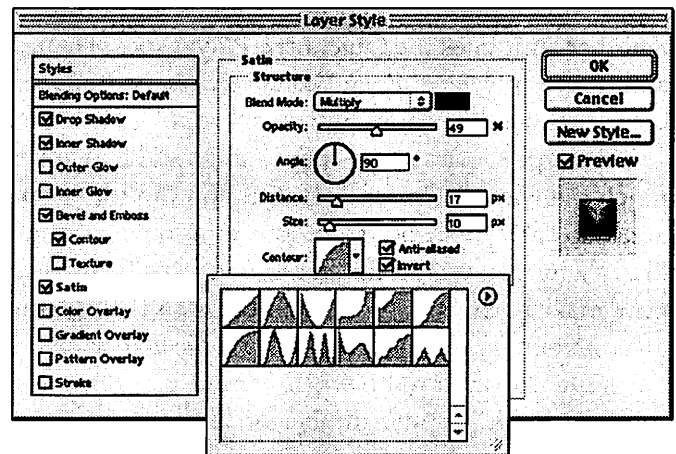 Layer Style
Styles
Blending Options: Default
Drop Shadow
Inner Shadow
Outer Glow
Inner Glow
Bevel and Emboss
Contour
Texture
Satin
Color Overlay
Gradient Overlay
Pattern Overlay
Stroke
Satin
Structure
Blend Mode: Multiply
Opacity: 49 %
Angle: 90 °
Distance: 17 px
Size: 10 px
Contour: Anti-aliased
Invert
OK
Cancel
New Style...
Preview